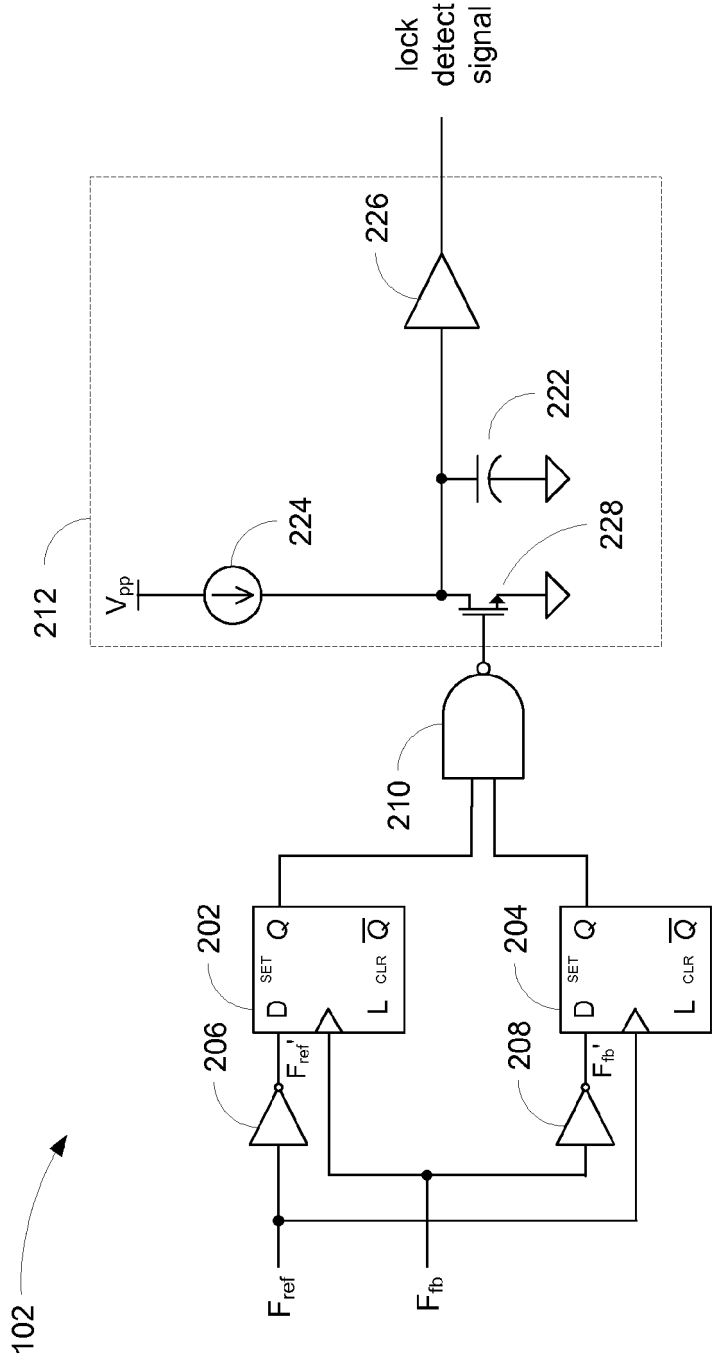 102
212
V_pp
224
226
lock
detect
signal
222
228
210
202
D
SET
Q
L
CLR
Q̅
206
F_ref'
F_ref
F_fb
204
D
SET
Q
L
CLR
Q̅
208
F_fb'